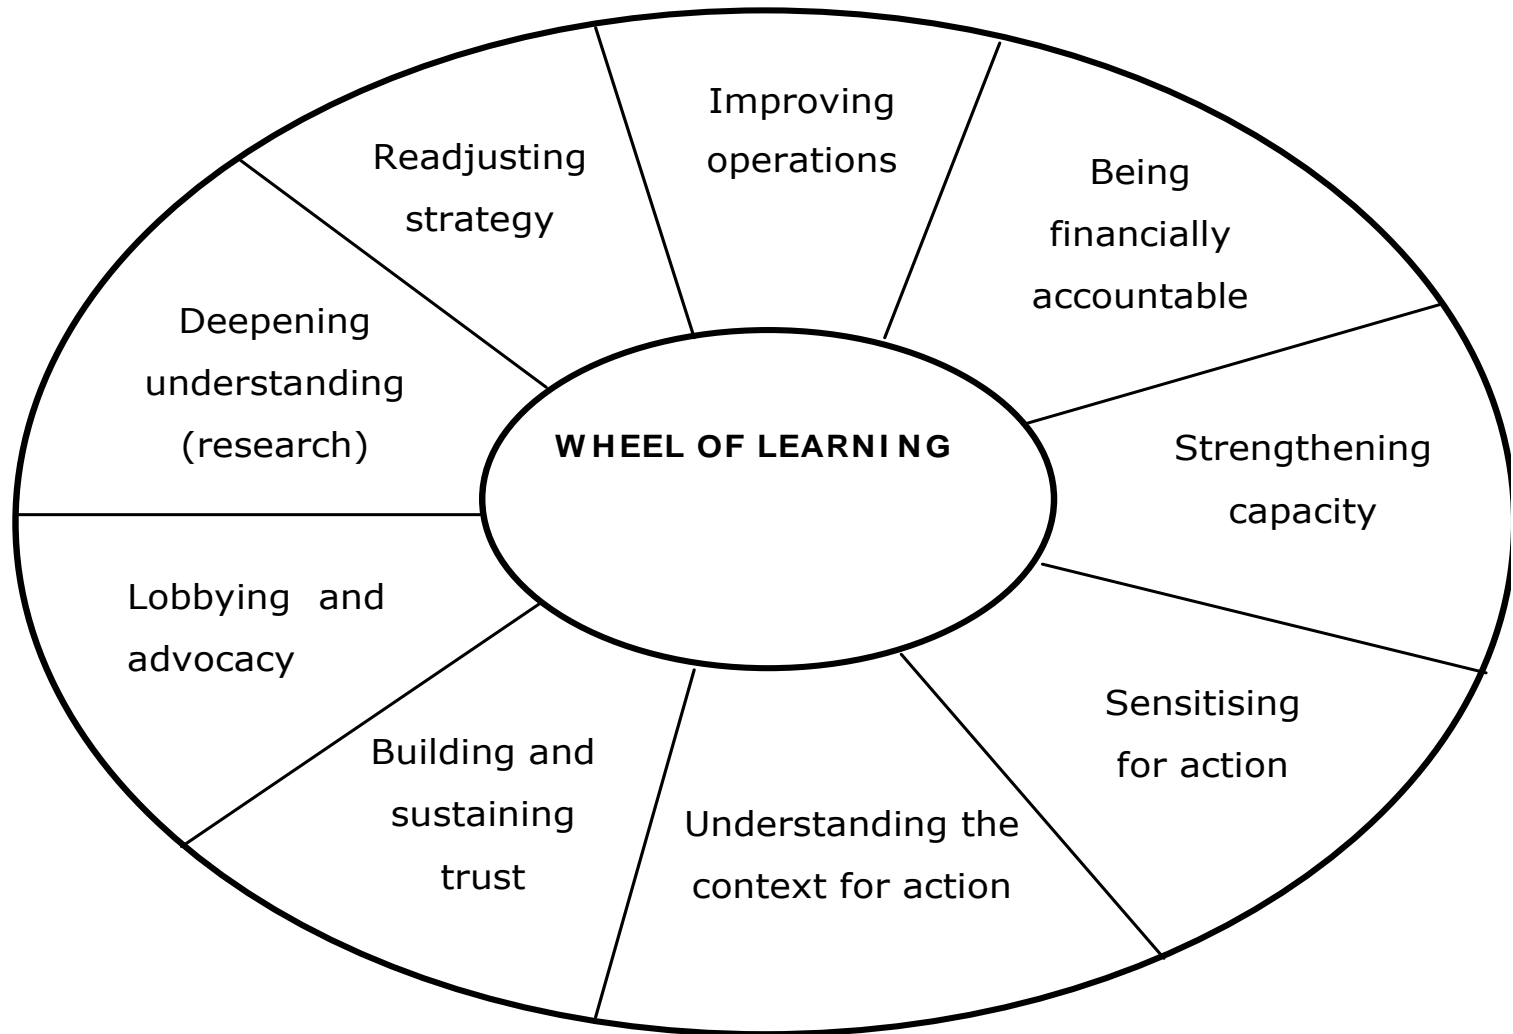 Improving
operations
Being
financially
accountable
Strengthening
capacity
Sensitising
for action
Understanding the
context for action
Building and
sustaining
trust
Lobbying and
advocacy
Deepening
understanding
(research)
Readjusting
strategy
WHEEL OF LEARNING